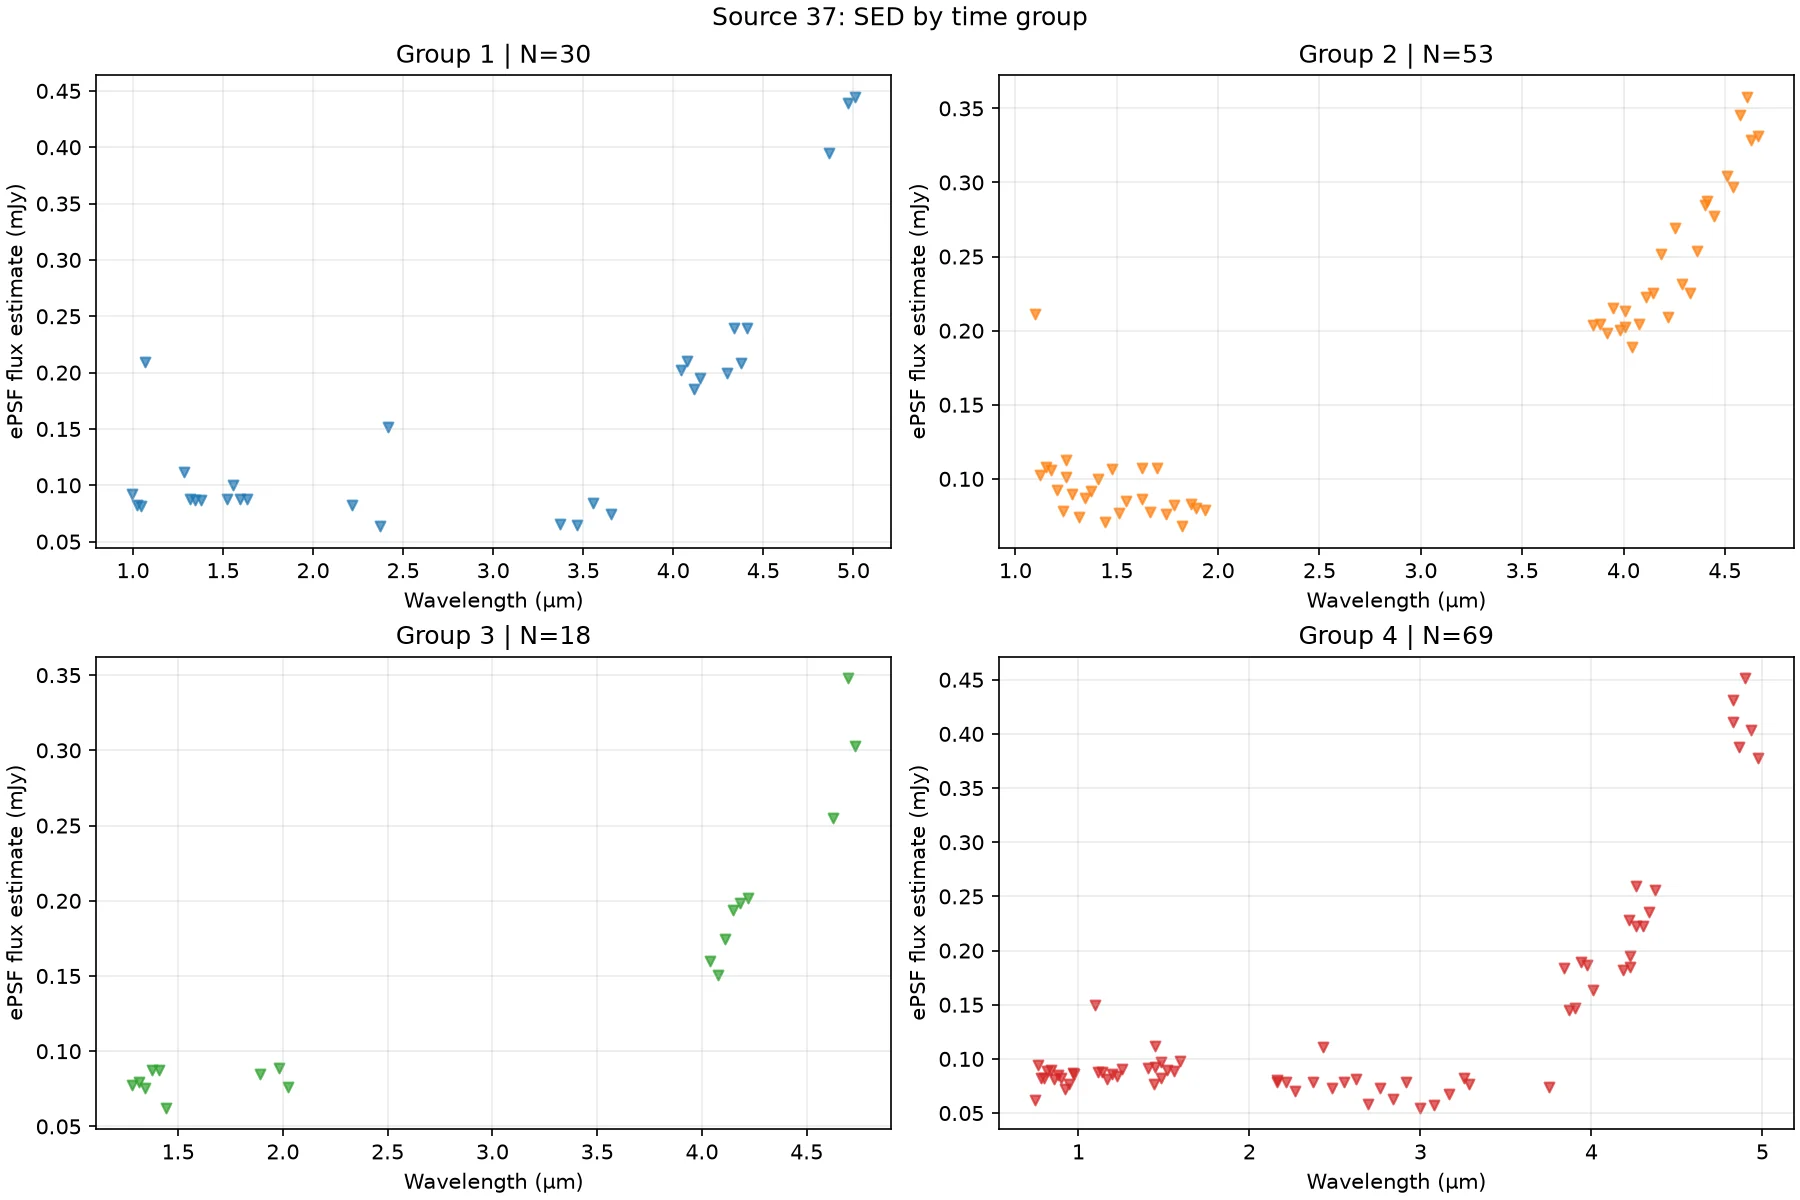 Source 37: SED by time group
Group 1 | N=30
Group 2 | N=53
ePSF flux estimate (mJy)
0.45
0.40
0.35
0.30
0.25
0.20
0.15
0.10
0.05
1.0 1.5 2.0 2.5 3.0 3.5 4.0 4.5 5.0
Wavelength (µm)
ePSF flux estimate (mJy)
0.35
0.30
0.25
0.20
0.15
0.10
1.0 1.5 2.0 2.5 3.0 3.5 4.0 4.5
Wavelength (µm)
Group 3 | N=18
Group 4 | N=69
ePSF flux estimate (mJy)
0.35
0.30
0.25
0.20
0.15
0.10
0.05
1.5 2.0 2.5 3.0 3.5 4.0 4.5
Wavelength (µm)
ePSF flux estimate (mJy)
0.45
0.40
0.35
0.30
0.25
0.20
0.15
0.10
0.05
1 2 3 4 5
Wavelength (µm)